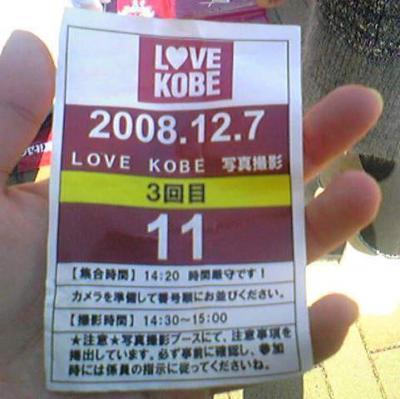 LOVE
KOBE
2008.12.7
LOVE KOBE 写真撮影
3回目
11
【集合時間】14:20 時間厳守です！
カメラを準備して番号順にお並びください。
【撮影時間】14:30～15:00
★注意★写真撮影ブースにて、注意事項を
掲出しています。必ず事前に確認し、参加
時には係員の指示に従ってくださいね。